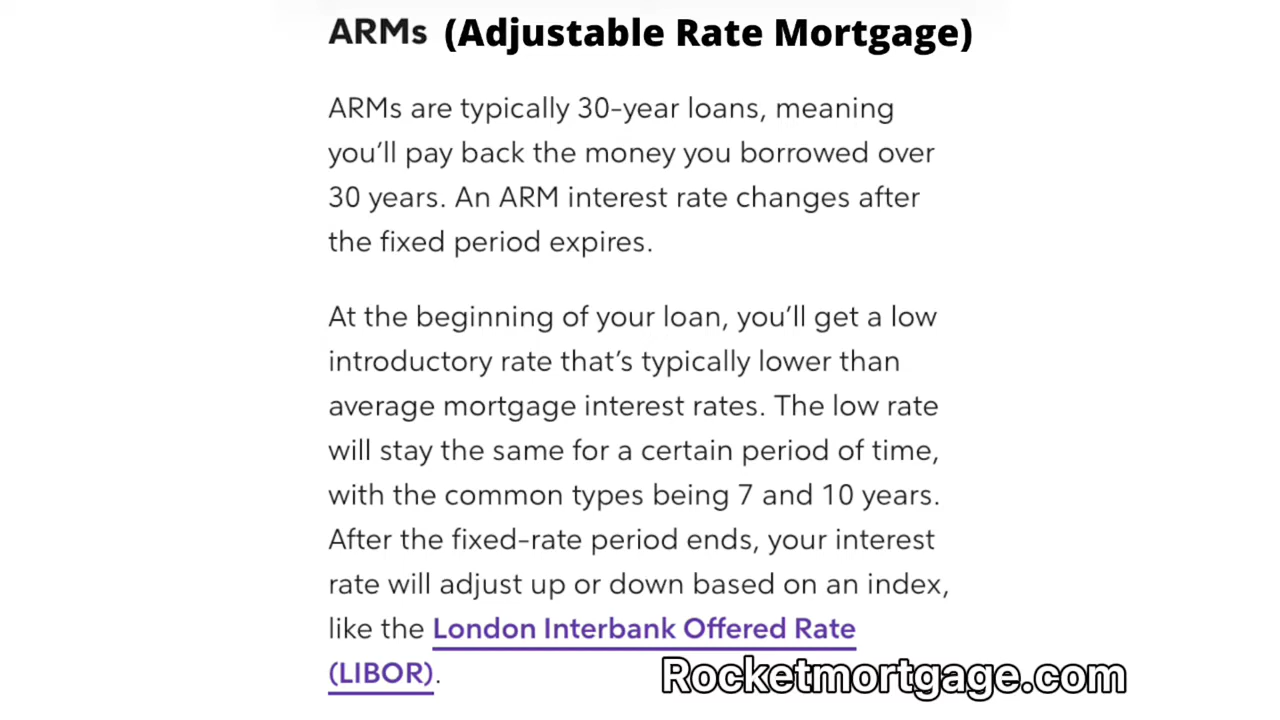 ARMs (Adjustable Rate Mortgage)
ARMs are typically 30-year loans, meaning
you'll pay back the money you borrowed over
30 years. An ARM interest rate changes after
the fixed period expires.
At the beginning of your loan, you'll get a low
introductory rate that's typically lower than
average mortgage interest rates. The low rate
will stay the same for a certain period of time,
with the common types being 7 and 10 years.
After the fixed-rate period ends, your interest
rate will adjust up or down based on an index,
like the London Interbank Offered Rate
(LIBOR).
Rocketmortgage.com